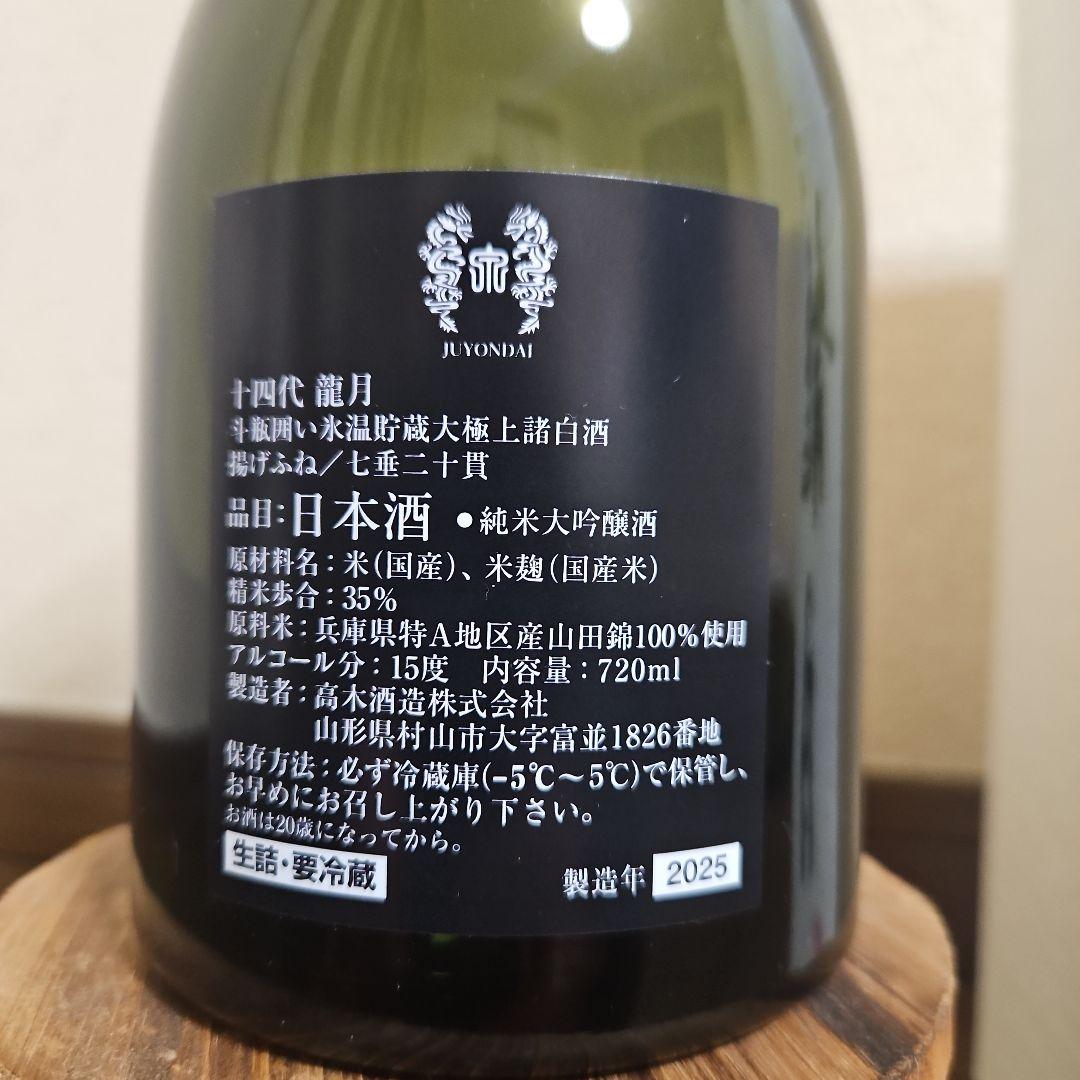 JUYONDAI
十四代 龍月
斗瓶囲い氷温貯蔵大極上諸白酒
揚げふね／七垂二十貫
品目：日本酒 ●純米大吟醸酒
原材料名：米（国産）、米麹（国産米）
精米歩合：35％
原料米：兵庫県特Ａ地区産山田錦100％使用
アルコール分：15度 内容量：720ml
製造者：高木酒造株式会社
山形県村山市大字富並1826番地
保存方法：必ず冷蔵庫（−5℃～5℃）で保管し、
お早めにお召し上がり下さい。
お酒は20歳になってから。
生詰・要冷蔵
製造年 2025